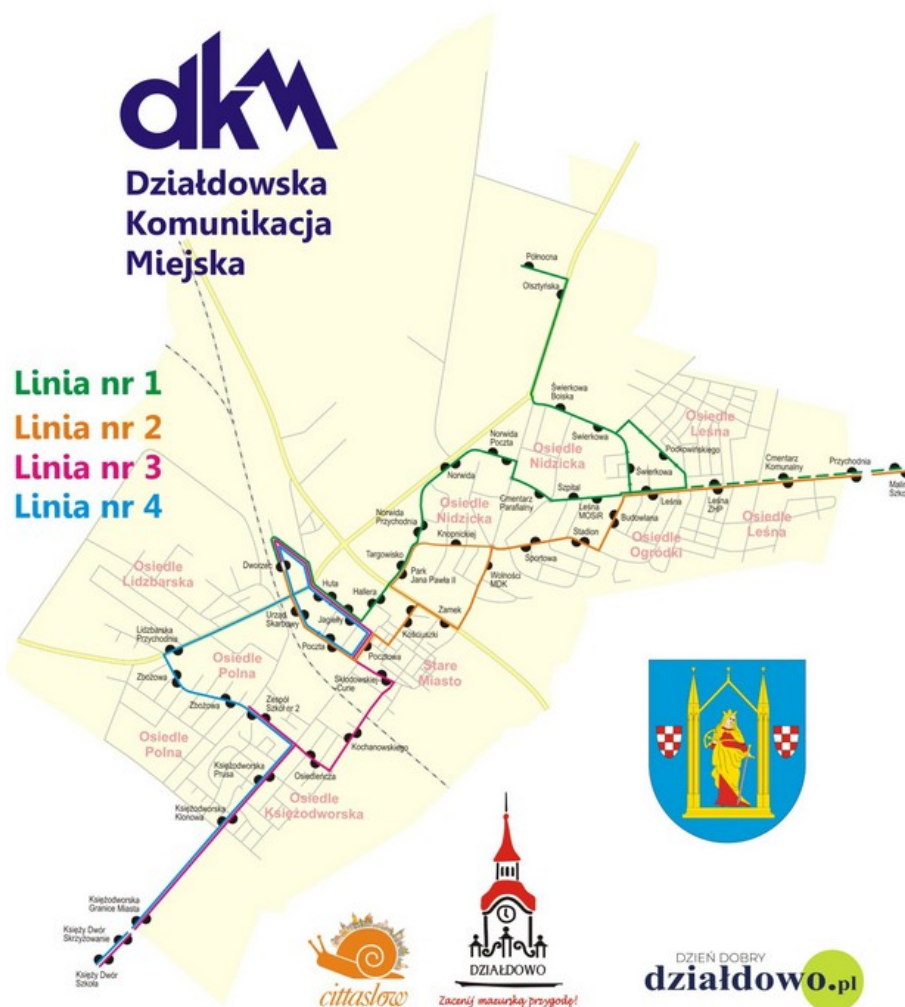 dkm
Działdowska
Komunikacja
Miejska
Linia nr 1
Linia nr 2
Linia nr 3
Linia nr 4
Północna
Olsztyńska
Świerkowa
Boiska
Świerkowa
Osiedle
Leśna
Podkowińskiego
Norwida
Poczta
Osiedle
Nidzicka
Świerkowa
Norwida
Cmentarz
Komunalny
Przychodnia
Szpital
Cmentarz
Parafialny
Leśna
MOSiR
Leśna
Leśna
ZHP
Osiedle
Nidzicka
Norwida
Przychodnia
Knopnickiej
Stadion
Budowlana
Osiedle
Ogródki
Osiedle
Leśna
Targowisko
Park
Jana Pawła II
Sportowa
Wolności
MDK
Dworzec
Huta
Hallera
Osiedle
Lidzbarska
Urząd
Skarbowy
Jagiełły
Zamek
Kościuszki
Lidzbarska
Przychodnia
Poczta
Pocztowa
Stare
Miasto
Osiedle
Polna
Skłodowskiej
-Curie
Zbożowa
Zbożowa
Zespół
Szkół nr 2
Kochanowskiego
Osiedle
Polna
Księżodworska
Prusa
Osiedleńcza
Osiedle
Księżodworska
Księżodworska
Klonowa
Księżodworska
Granice Miasta
Księży Dwór
Skrzyżowanie
Księży Dwór
Szkoła
cittaslow
DZIAŁDOWO
Zacznij mazurską przygodę!
DZIEŃ DOBRY
działdowo.pl